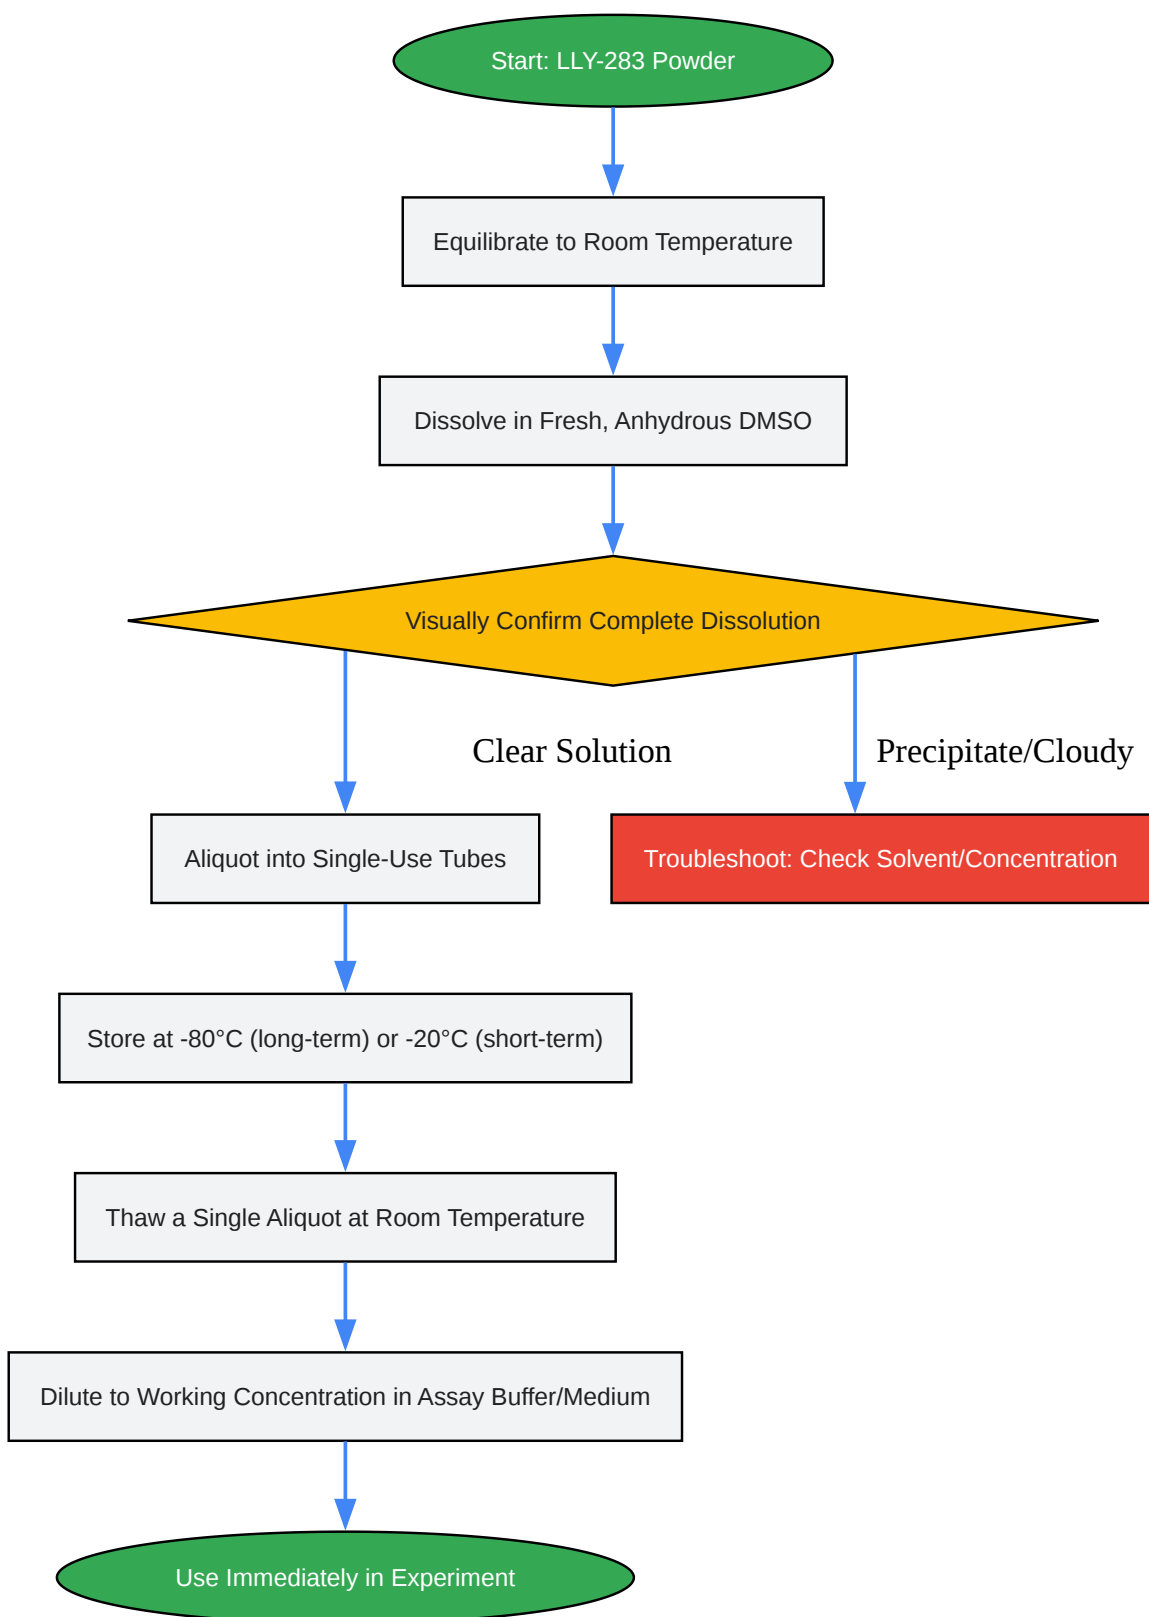 Start: LLY-283 Powder
Equilibrate to Room Temperature
Dissolve in Fresh, Anhydrous DMSO
Visually Confirm Complete Dissolution
Clear Solution
Precipitate/Cloudy
Aliquot into Single-Use Tubes
Troubleshoot: Check Solvent/Concentration
Store at -80°C (long-term) or -20°C (short-term)
Thaw a Single Aliquot at Room Temperature
Dilute to Working Concentration in Assay Buffer/Medium
Use Immediately in Experiment